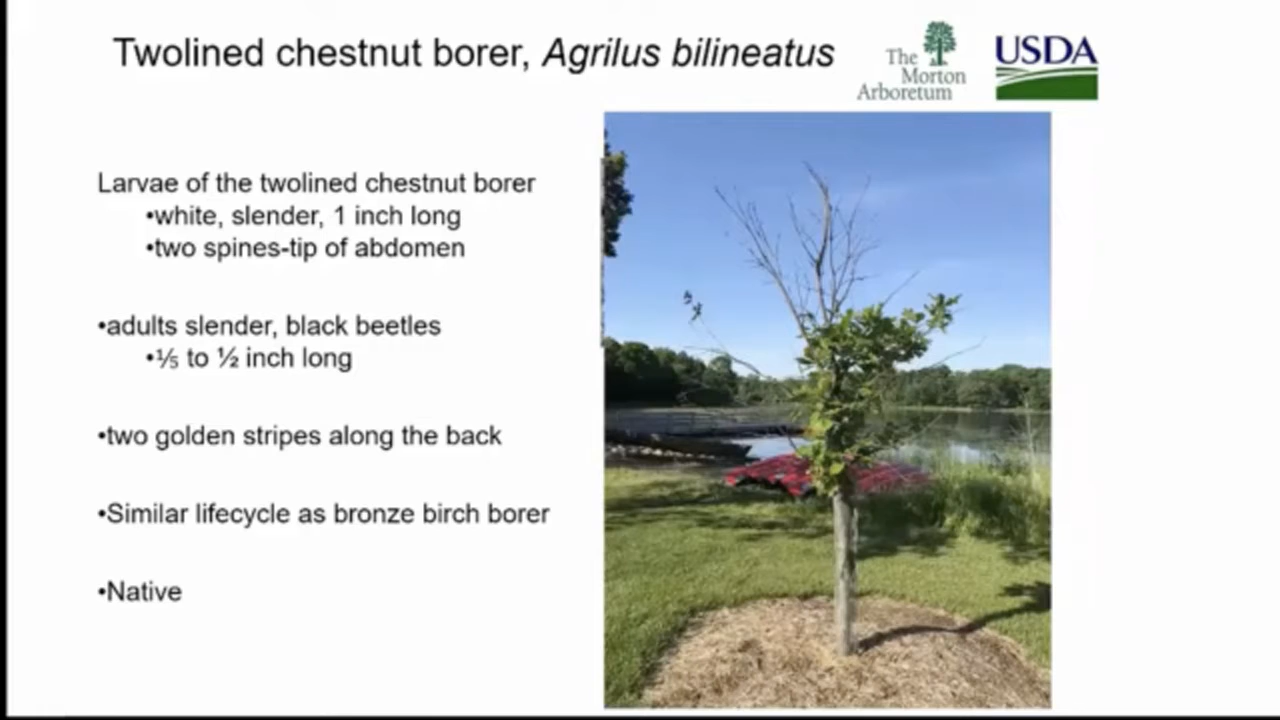 Twolined chestnut borer, Agrilus bilineatus
The
Morton
Arboretum
USDA
Larvae of the twolined chestnut borer
•white, slender, 1 inch long
•two spines-tip of abdomen
•adults slender, black beetles
•⅕ to ½ inch long
•two golden stripes along the back
•Similar lifecycle as bronze birch borer
•Native